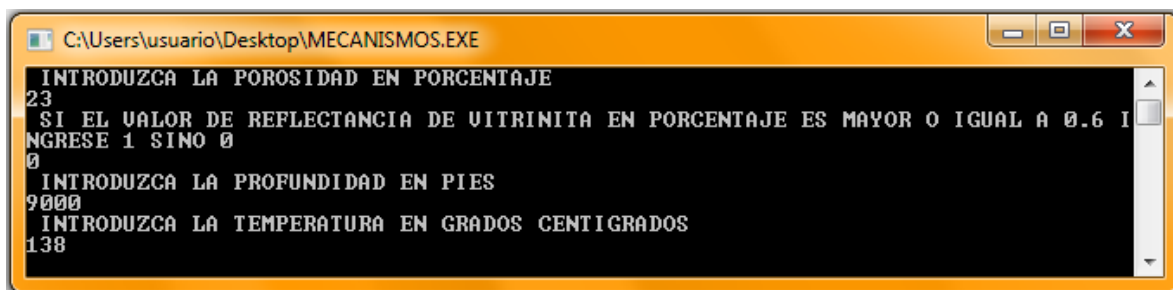 C:\Users\usuario\Desktop\MECANISMOS.EXE
INTRODUZCA LA POROSIDAD EN PORCENTAJE
23
SI EL VALOR DE REFLECTANCIA DE VITRINITA EN PORCENTAJE ES MAYOR O IGUAL A 0.6 I
NGRESE 1 SINO 0
0
INTRODUZCA LA PROFUNDIDAD EN PIES
9000
INTRODUZCA LA TEMPERATURA EN GRADOS CENTIGRADOS
138